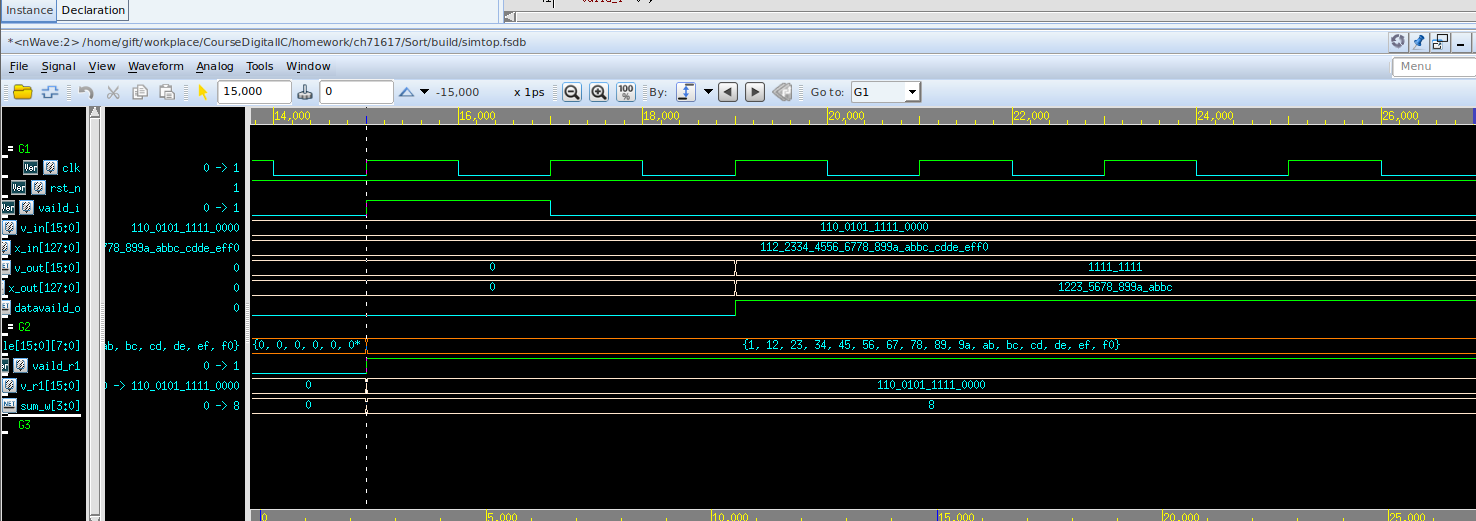 Instance Declaration
vaild_i
*<nWave:2> /home/gift/workplace/CourseDigitalIC/homework/ch71617/Sort/build/simtop.fsdb
File Signal View Waveform Analog Tools Window Menu
15,000 0 -15,000 x 1ps 100% By: Go to: G1
14,000 16,000 18,000 20,000 22,000 24,000 26,000
= G1
Ver clk 0 -> 1
Ver rst_n 1
Ver vaild_i 0 -> 1
v_in[15:0] 110_0101_1111_0000 110_0101_1111_0000
x_in[127:0] 778_899a_abbc_cdde_eff0 112_2334_4556_6778_899a_abbc_cdde_eff0
v_out[15:0] 0 0 1111_1111
x_out[127:0] 0 0 1223_5678_899a_abbc
datavaild_o 0
= G2
le[15:0][7:0] ab, bc, cd, de, ef, f0} {0, 0, 0, 0, 0, 0* {1, 12, 23, 34, 45, 56, 67, 78, 89, 9a, ab, bc, cd, de, ef, f0}
vaild_r1 0 -> 1
v_r1[15:0] 0 -> 110_0101_1111_0000 0 110_0101_1111_0000
NET sum_w[3:0] 0 -> 8 0 8
G3
0 5,000 10,000 15,000 20,000 25,000